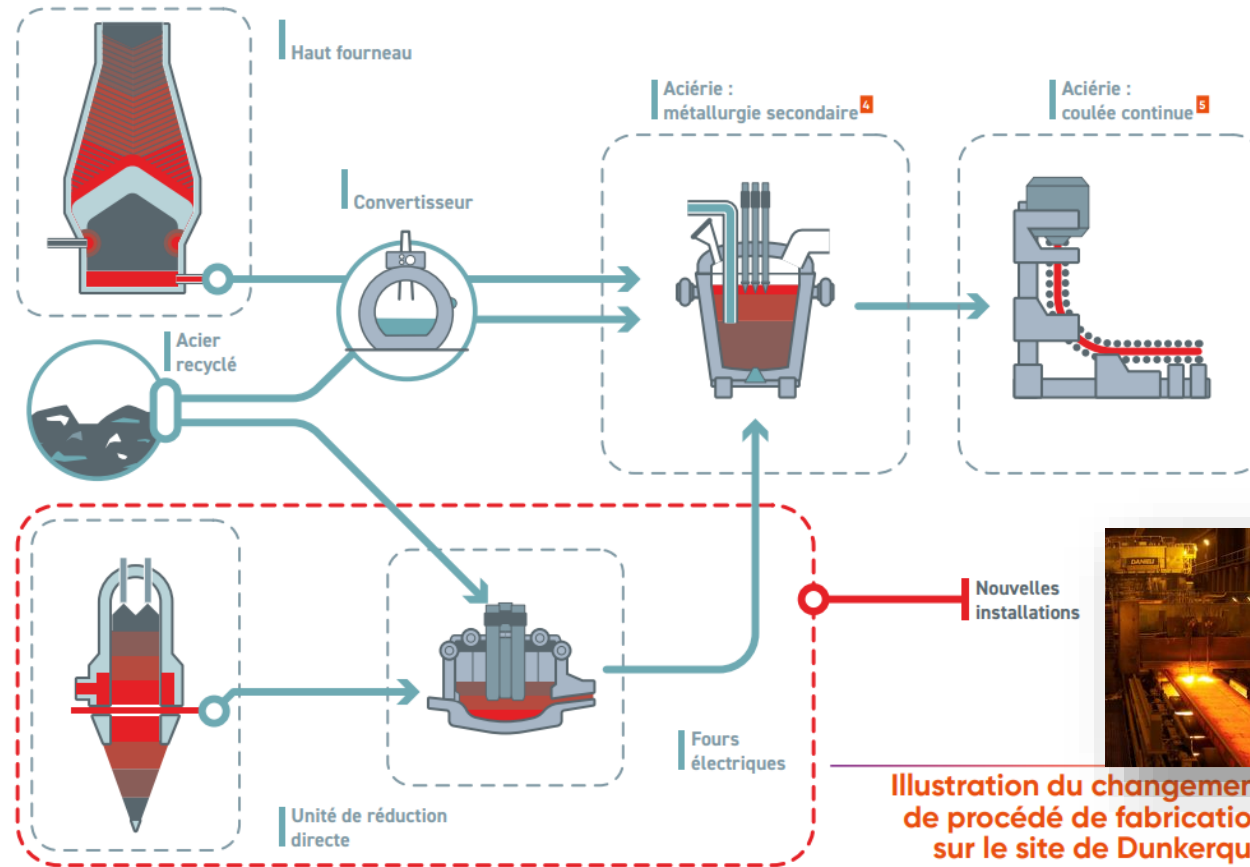 Haut fourneau
Aciérie :
métallurgie secondaire 4
Aciérie :
coulée continue 5
Convertisseur
Acier
recyclé
Nouvelles
installations
DANIELI
Fours
électriques
Unité de réduction
directe
Illustration du changemen
de procédé de fabricatio
sur le site de Dunkerqu